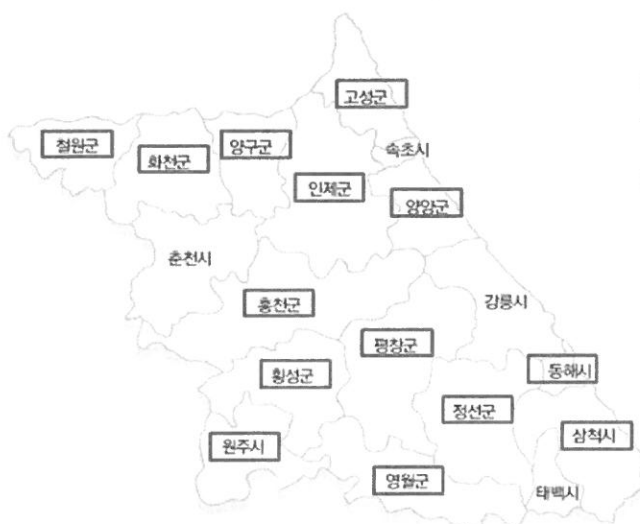 고성군
철원군
화천군
양구군
속초시
인제군
양양군
춘천시
홍천군
강릉시
평창군
횡성군
동해시
정선군
원주시
삼척시
영월군
태백시